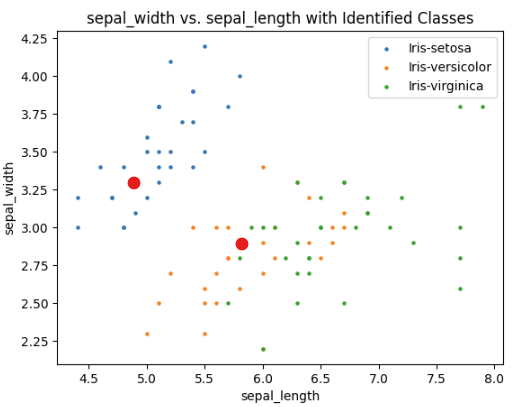 sepal_width vs. sepal_length with Identified Classes
4.25
4.00
3.75
3.50
3.25
3.00
2.75
2.50
2.25
sepal_width
Iris-setosa
Iris-versicolor
Iris-virginica
4.5 5.0 5.5 6.0 6.5 7.0 7.5 8.0
sepal_length